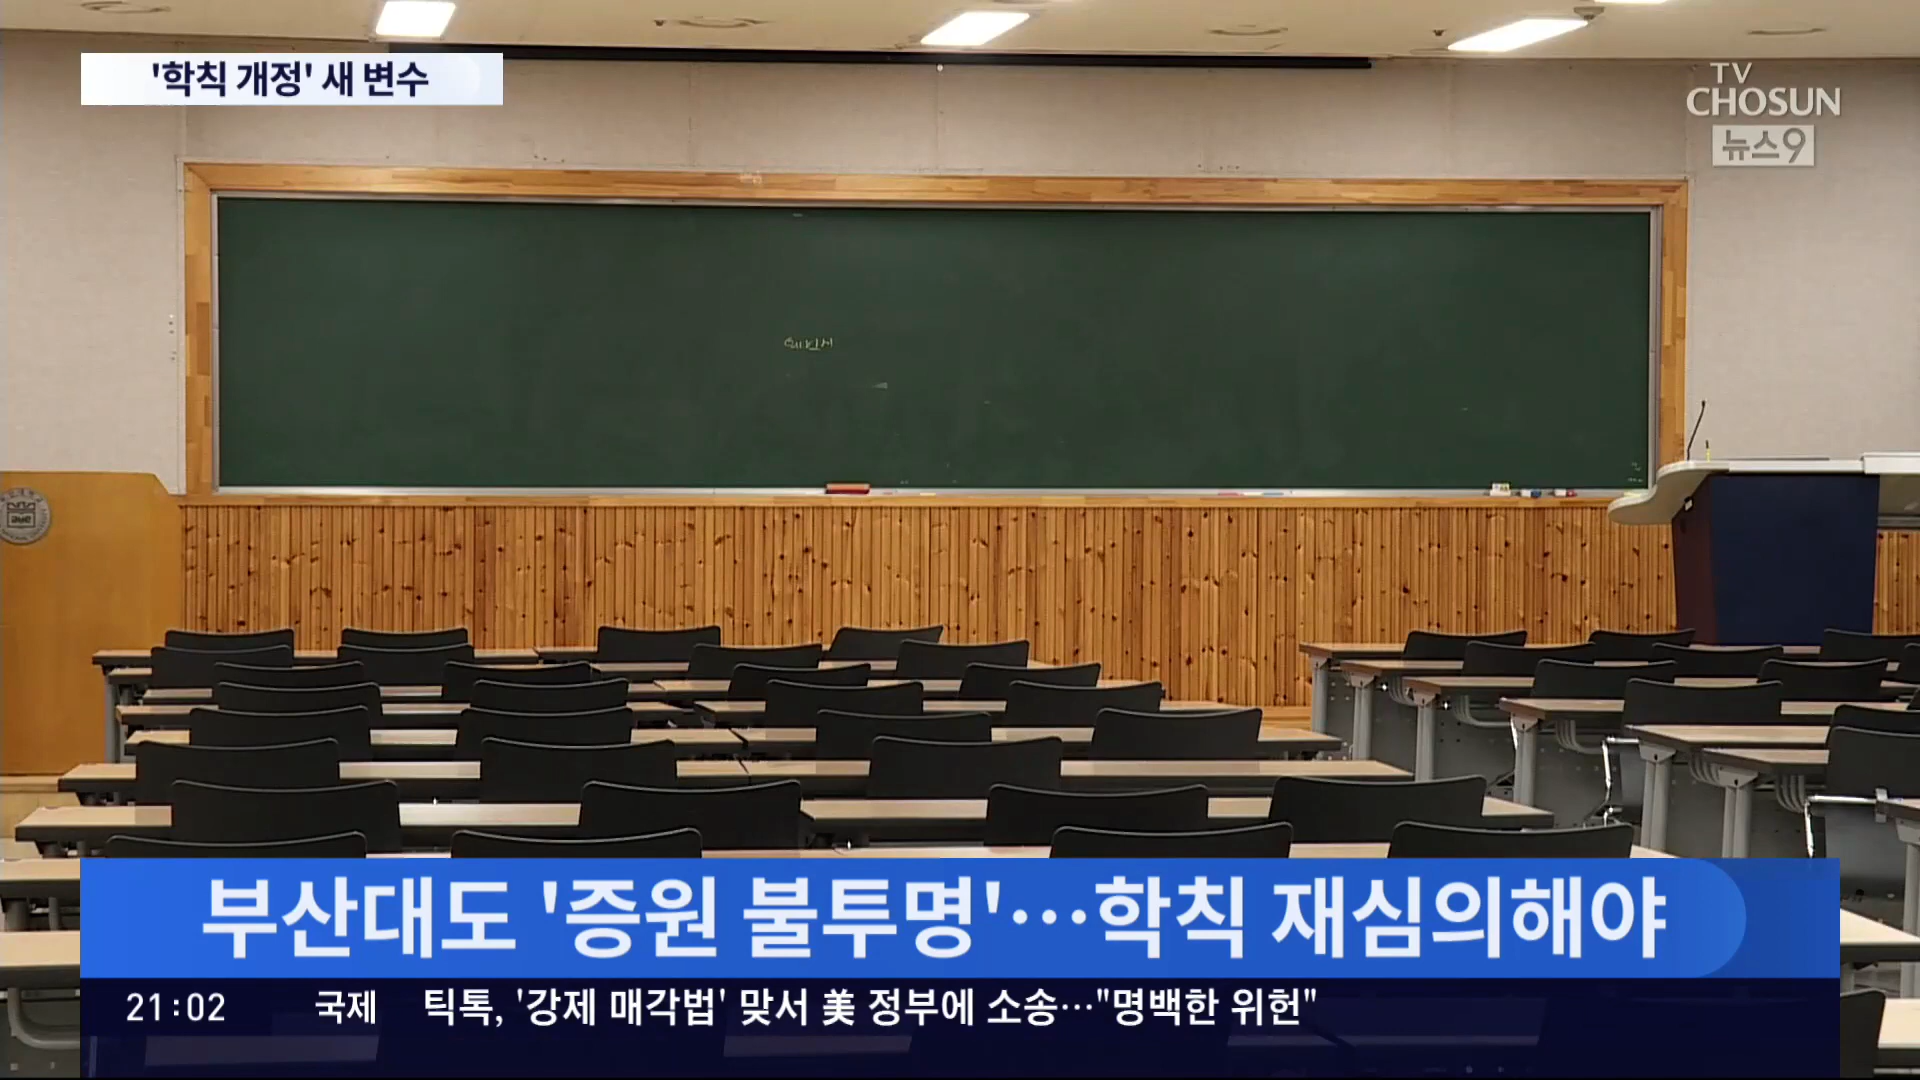 '학칙 개정' 새 변수
TV
CHOSUN
뉴스9
부산대도 '증원 불투명'…학칙 재심의해야
21:02 국제 틱톡, '강제 매각법' 맞서 美 정부에 소송…"명백한 위헌"